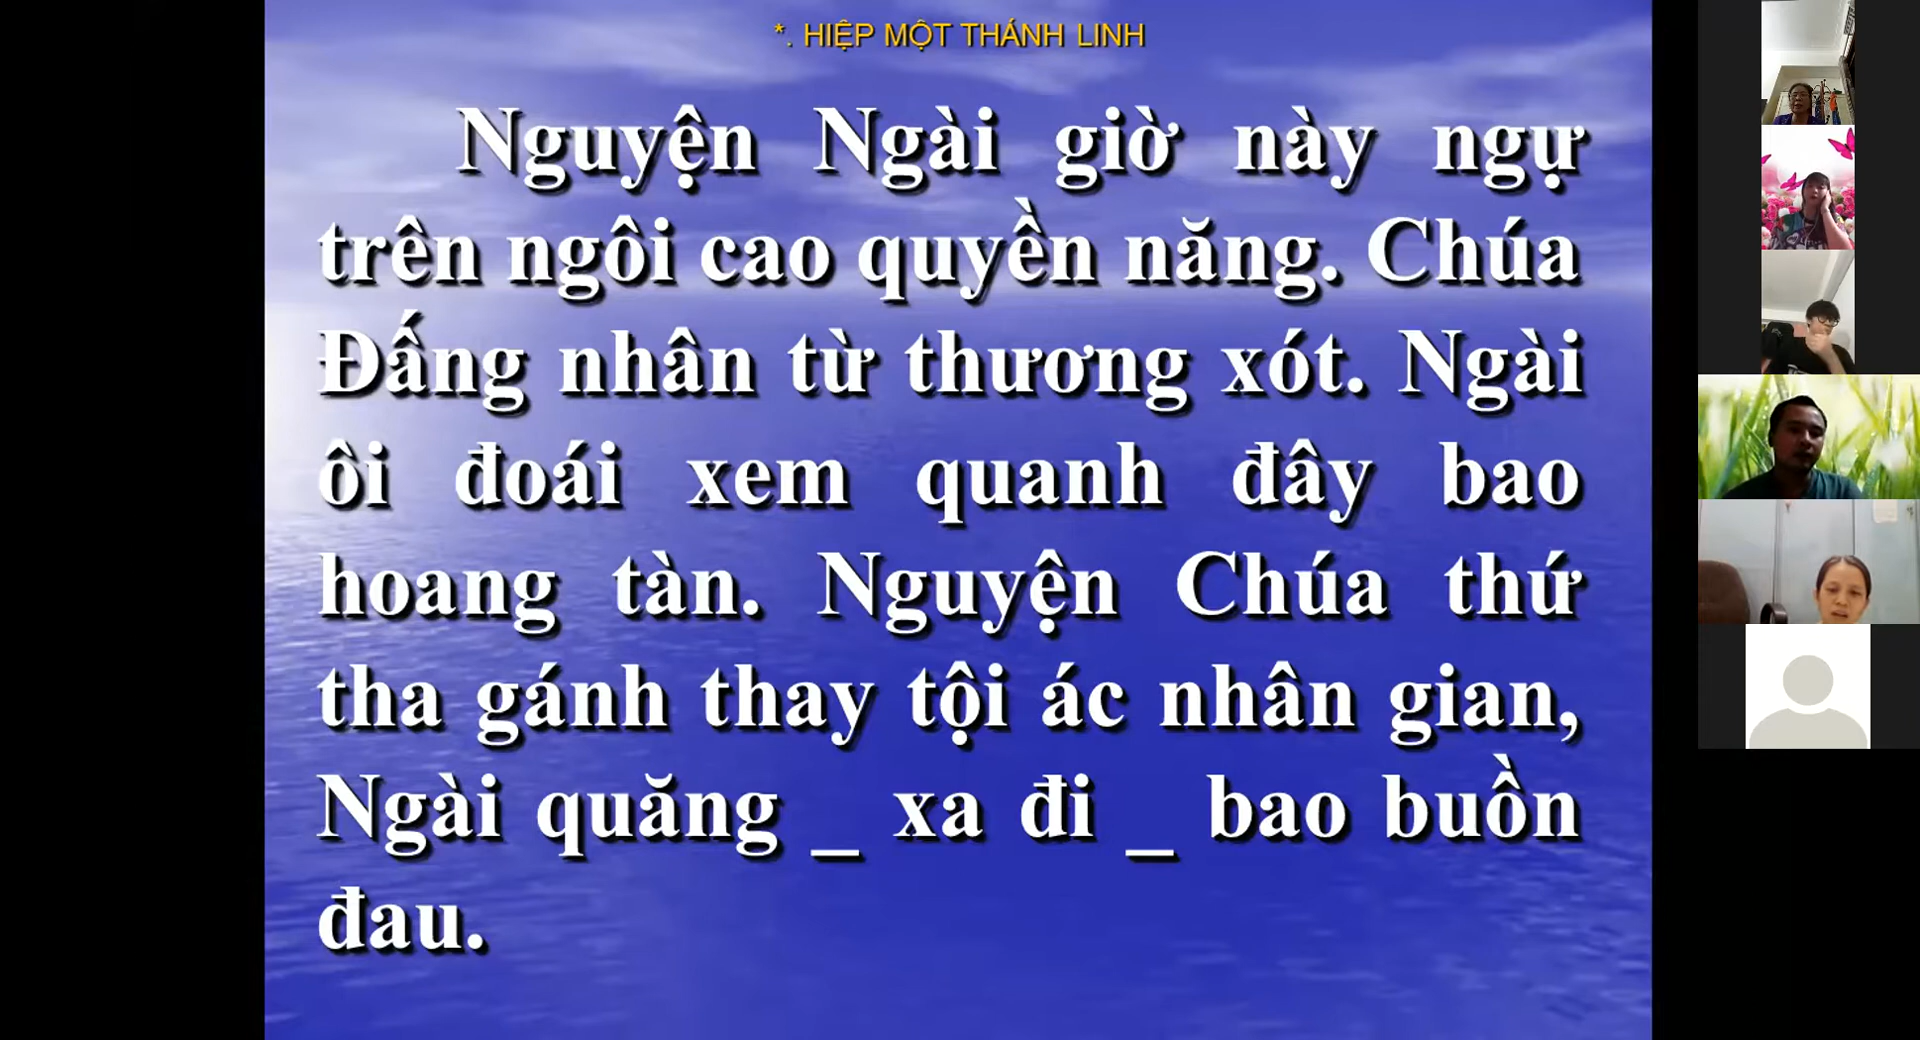 *. HIỆP MỘT THÁNH LINH
Nguyện Ngài giờ này ngự
trên ngôi cao quyền năng. Chúa
Đấng nhân từ thương xót. Ngài
ôi đoái xem quanh đây bao
hoang tàn. Nguyện Chúa thứ
tha gánh thay tội ác nhân gian,
Ngài quăng _ xa đi _ bao buồn
đau.